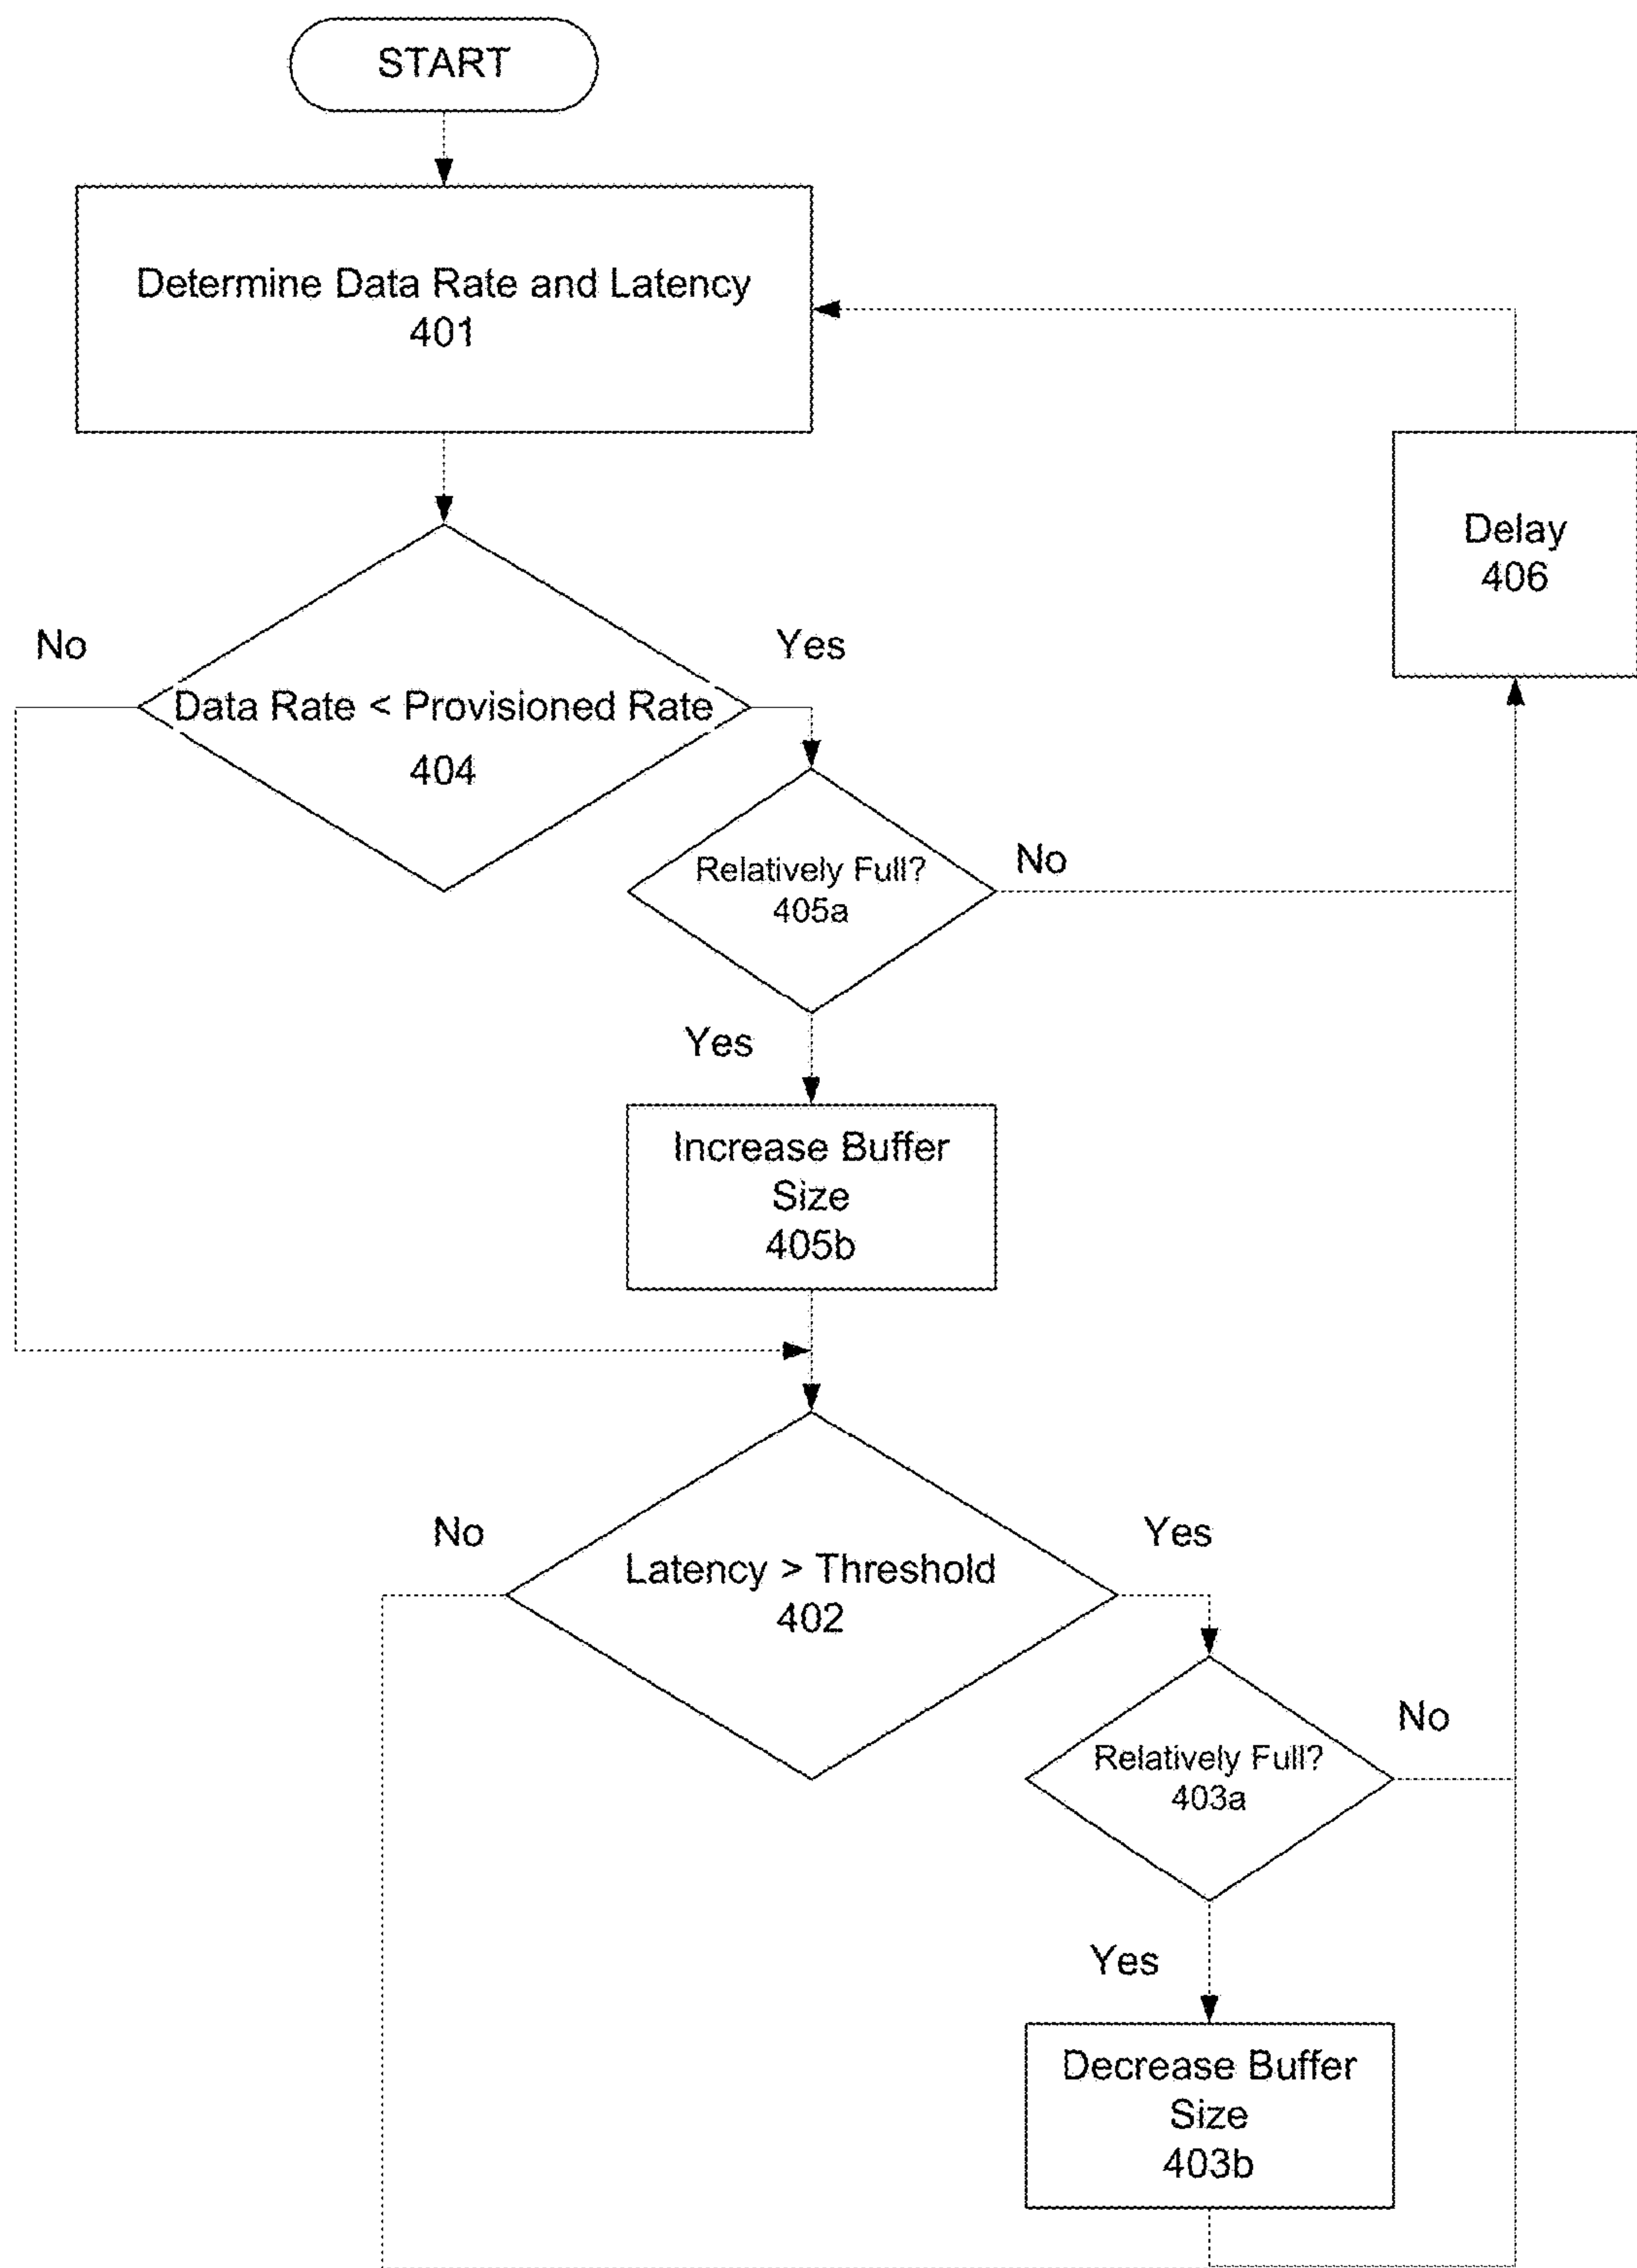 START
Determine Data Rate and Latency
401
Delay
406
No
Yes
Data Rate < Provisioned Rate
404
Relatively Full?
405a
No
Yes
Increase Buffer
Size
405b
No
Yes
Latency > Threshold
402
Relatively Full?
403a
No
Yes
Decrease Buffer
Size
403b